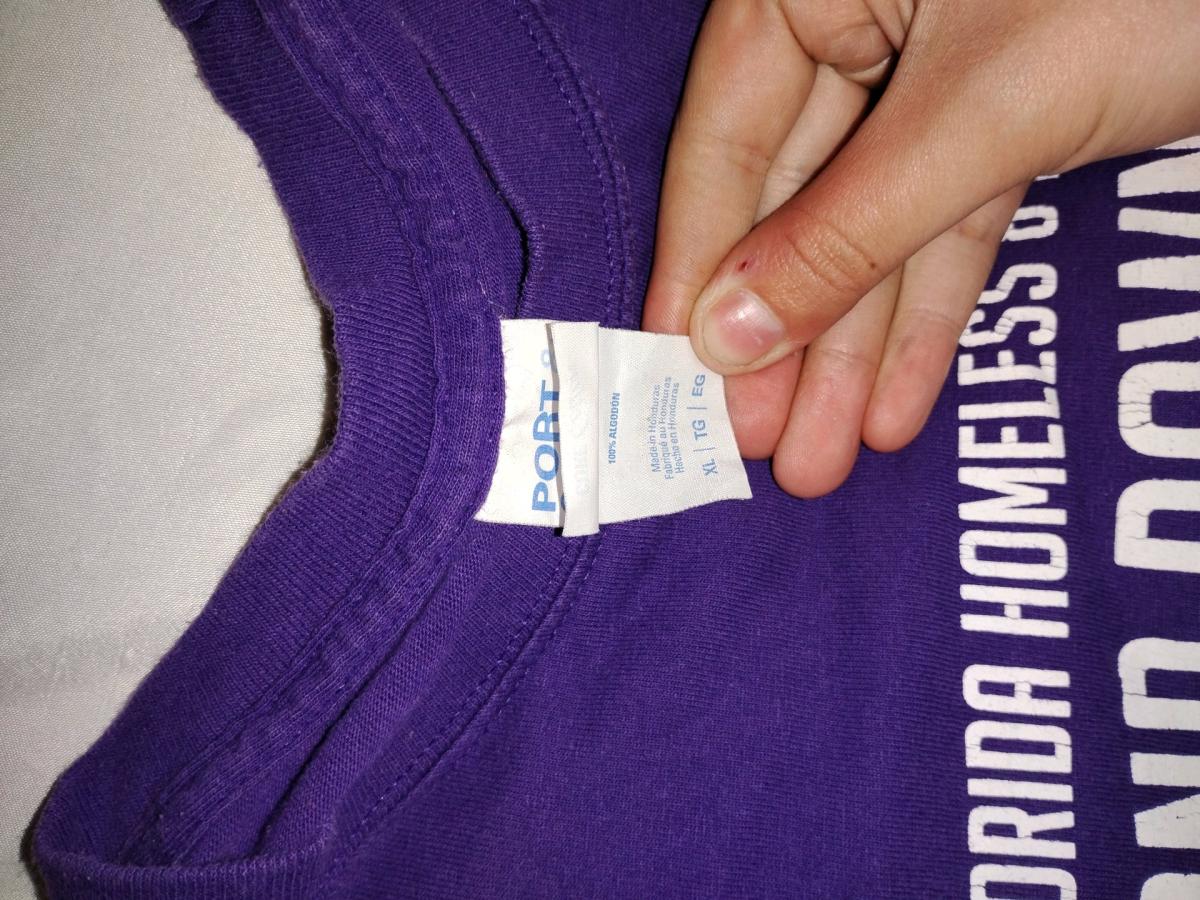 PORT &
100% ALGODÓN
Made in Honduras
Fabriqué au Honduras
Hecho en Honduras
XL | TG | EG
ORIDA HOMELESS &